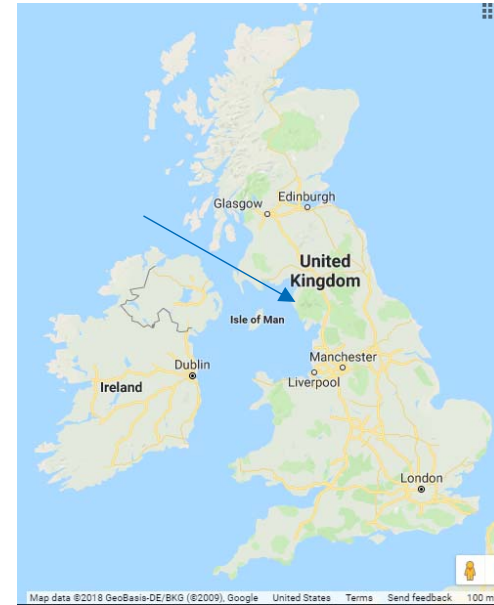 Glasgow
Edinburgh
United
Kingdom
Isle of Man
Manchester
Liverpool
Dublin
Ireland
London
Map data ©2018 GeoBasis-DE/BKG (©2009), Google United States Terms Send feedback 100 m